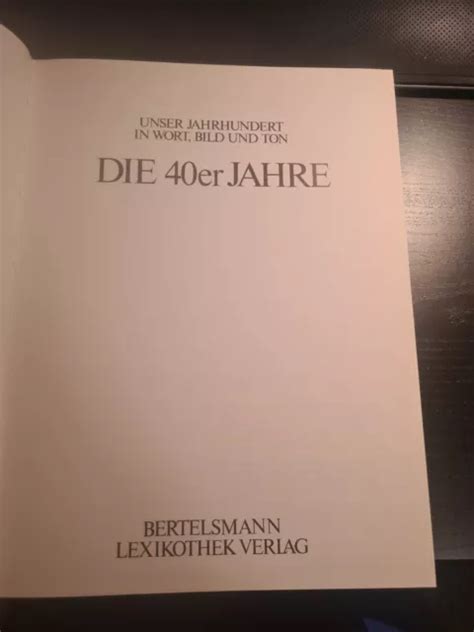 UNSER JAHRHUNDERT
IN WORT, BILD UND TON
DIE 40er JAHRE
BERTELSMANN
LEXIKOTHEK VERLAG